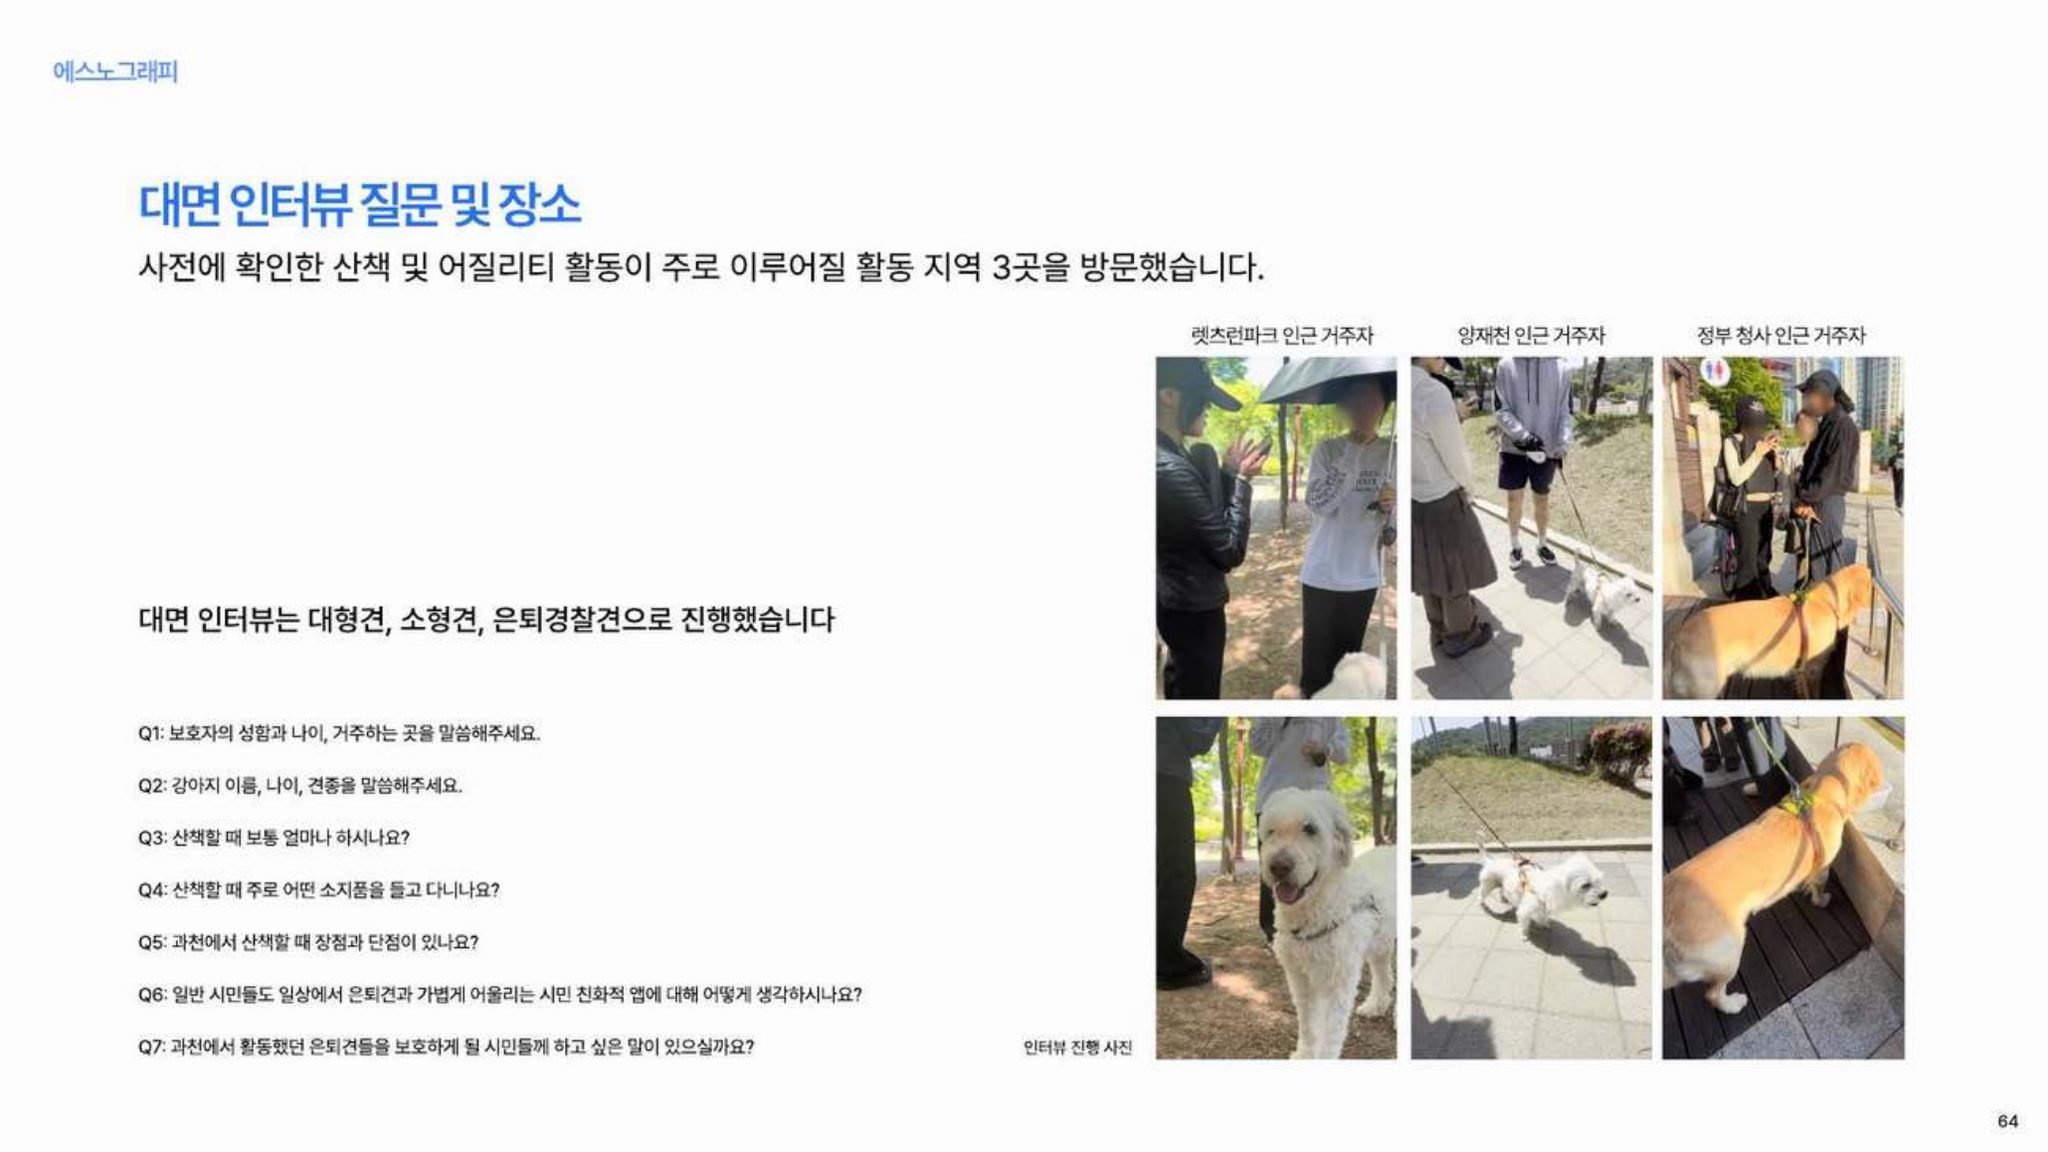 에스노그래피
대면 인터뷰 질문 및 장소
사전에 확인한 산책 및 어질리티 활동이 주로 이루어질 활동 지역 3곳을 방문했습니다.
렛츠런파크 인근 거주자
양재천 인근 거주자
정부 청사 인근 거주자
대면 인터뷰는 대형견, 소형견, 은퇴경찰견으로 진행했습니다
Q1: 보호자의 성함과 나이, 거주하는 곳을 말씀해주세요.
Q2: 강아지 이름, 나이, 견종을 말씀해주세요.
Q3: 산책할 때 보통 얼마나 하시나요?
Q4: 산책할 때 주로 어떤 소지품을 들고 다니나요?
Q5: 과천에서 산책할 때 장점과 단점이 있나요?
Q6: 일반 시민들도 일상에서 은퇴견과 가볍게 어울리는 시민 친화적 앱에 대해 어떻게 생각하시나요?
Q7: 과천에서 활동했던 은퇴견들을 보호하게 될 시민들께 하고 싶은 말이 있으실까요?
인터뷰 진행 사진
64